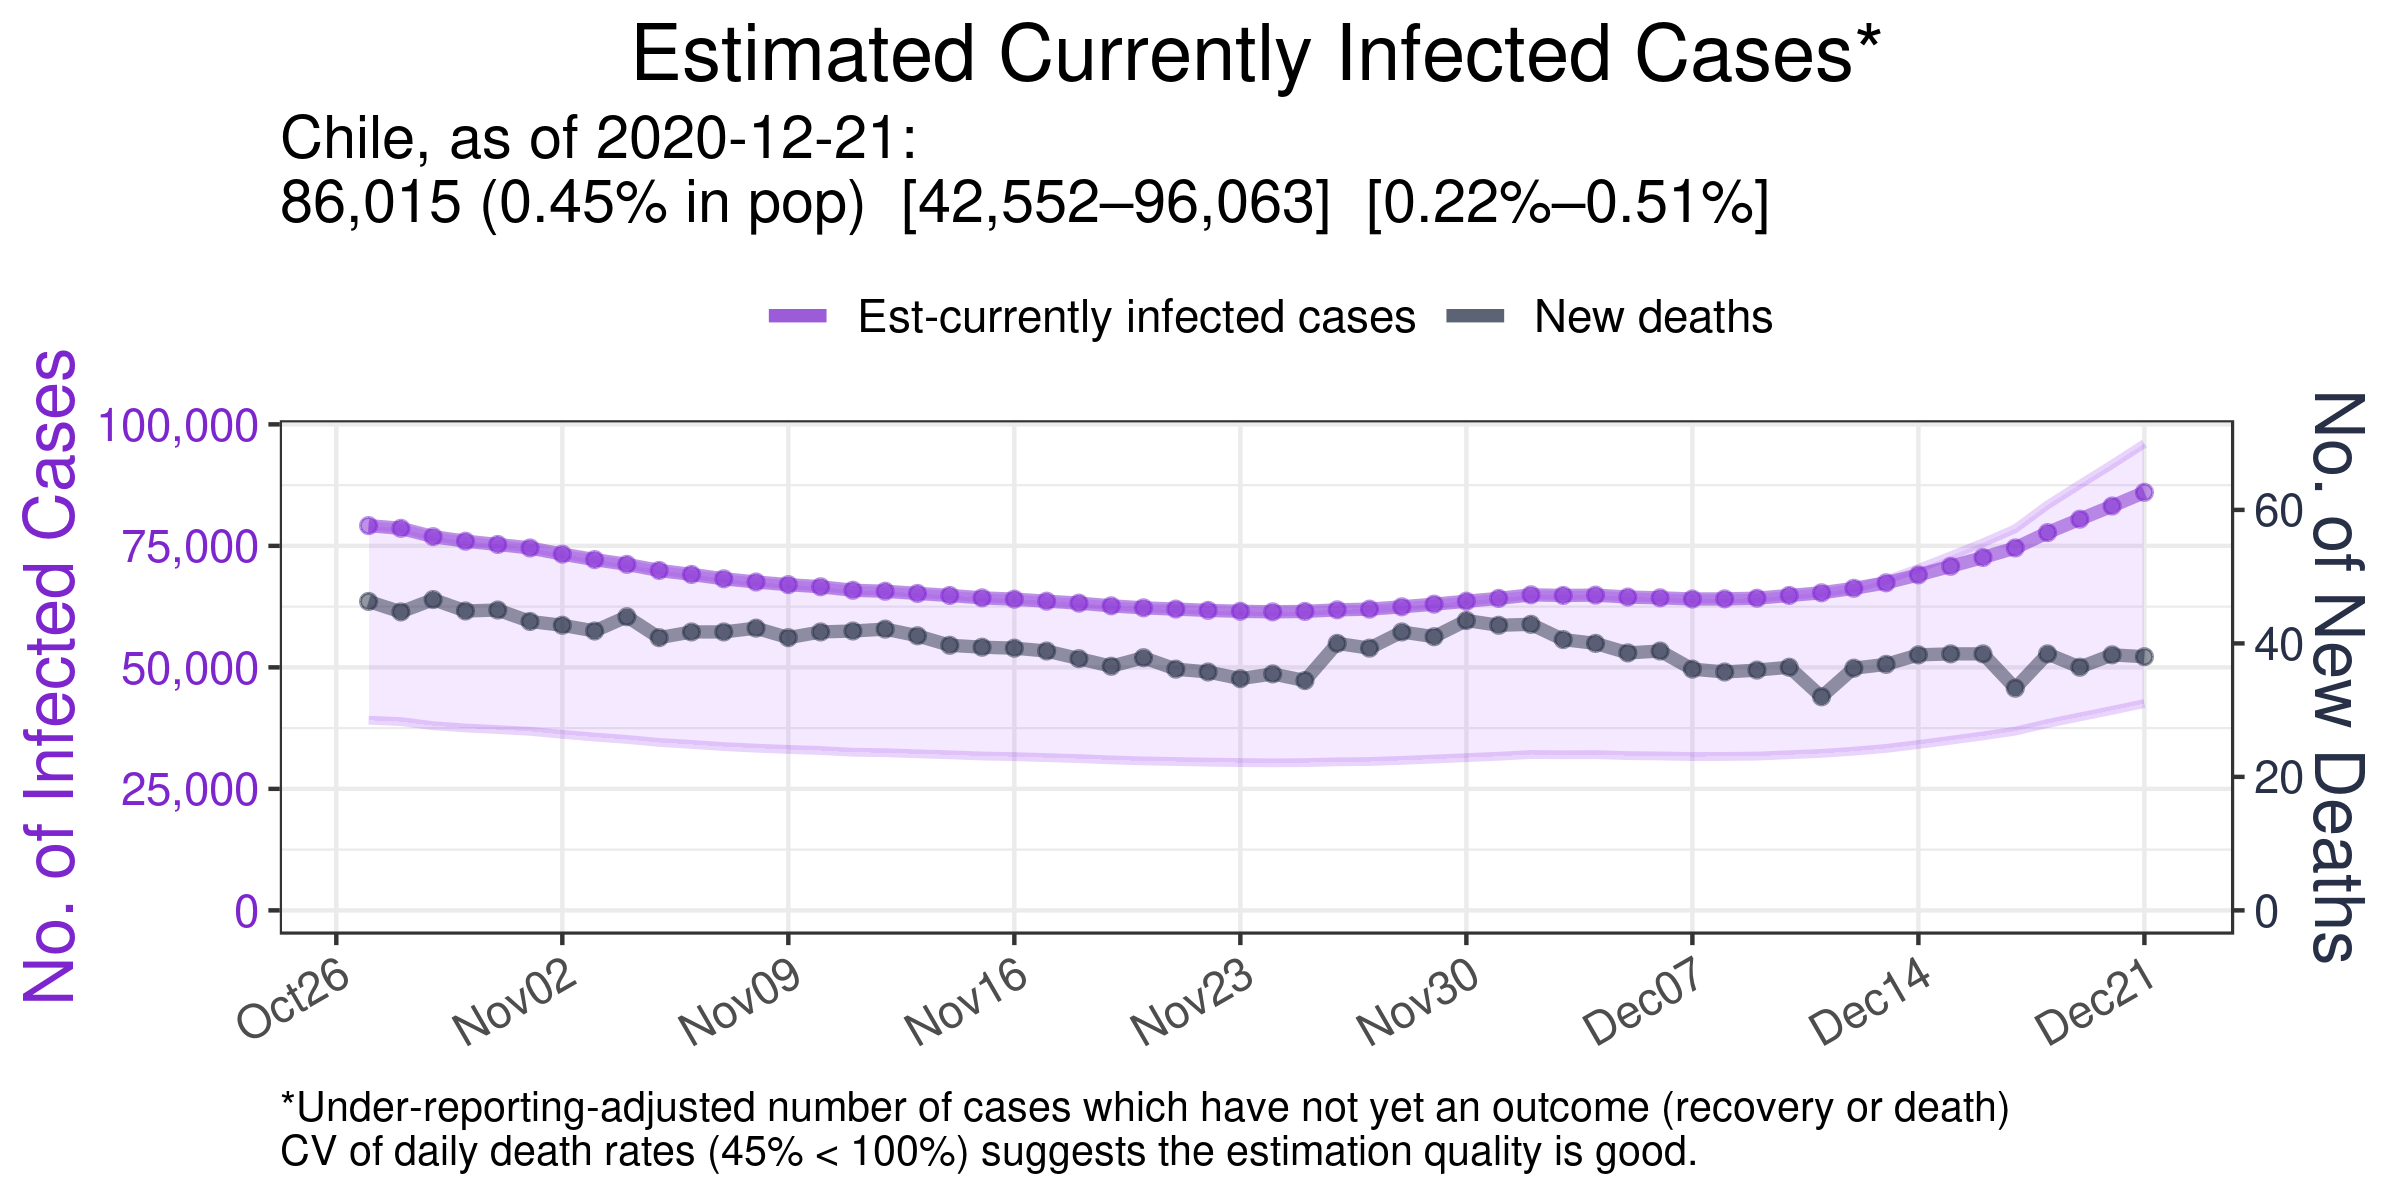 Estimated Currently Infected Cases*
Chile, as of 2020-12-21:
86,015 (0.45% in pop)  [42,552–96,063]  [0.22%–0.51%]
Est-currently infected cases
New deaths
No. of Infected Cases
100,000
75,000
50,000
25,000
0
No. of New Deaths
60
40
20
0
Oct26
Nov02
Nov09
Nov16
Nov23
Nov30
Dec07
Dec14
Dec21
*Under-reporting-adjusted number of cases which have not yet an outcome (recovery or death)
CV of daily death rates (45% < 100%) suggests the estimation quality is good.